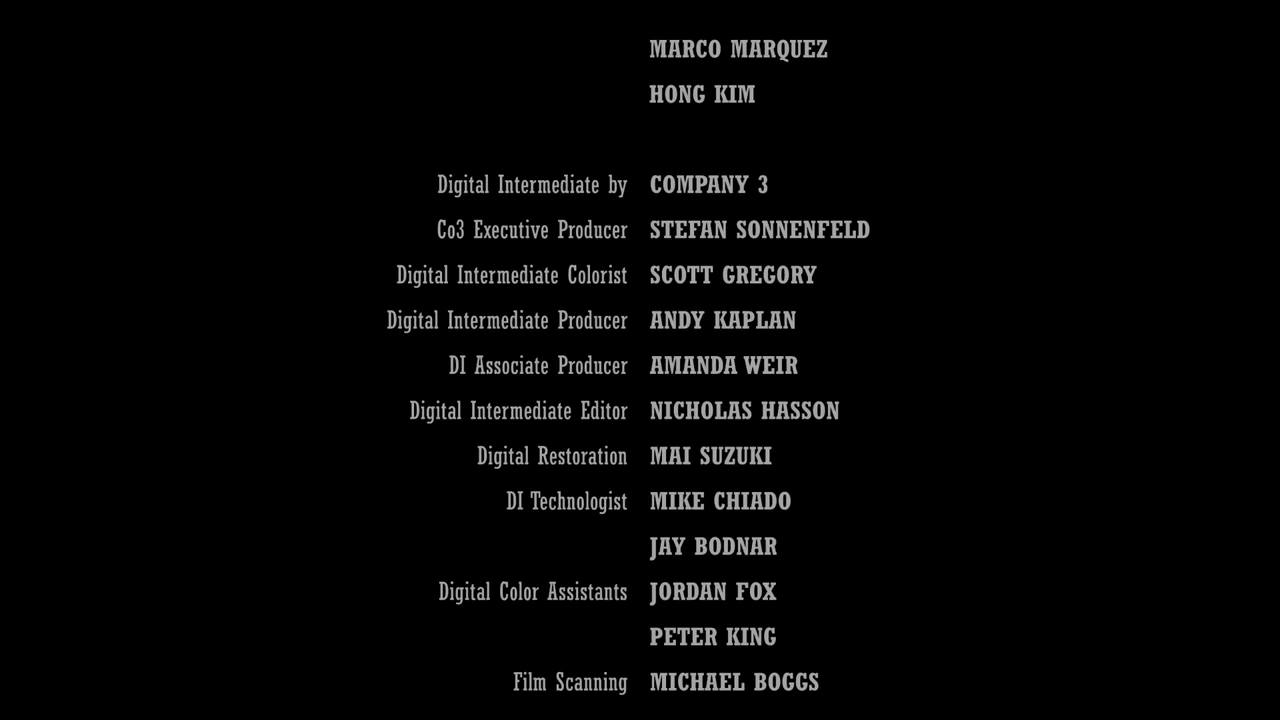 MARCO MARQUEZ
HONG KIM
Digital Intermediate by COMPANY 3
Co3 Executive Producer STEFAN SONNENFELD
Digital Intermediate Colorist SCOTT GREGORY
Digital Intermediate Producer ANDY KAPLAN
DI Associate Producer AMANDA WEIR
Digital Intermediate Editor NICHOLAS HASSON
Digital Restoration MAI SUZUKI
DI Technologist MIKE CHIADO
JAY BODNAR
Digital Color Assistants JORDAN FOX
PETER KING
Film Scanning MICHAEL BOGGS